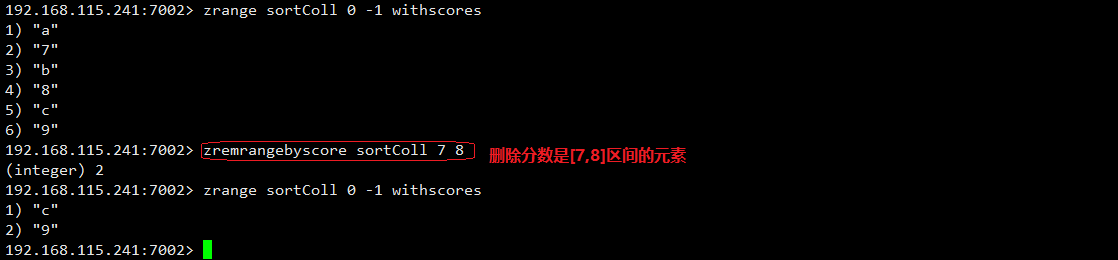 192.168.115.241:7002> zrange sortColl 0 -1 withscores
1) "a"
2) "7"
3) "b"
4) "8"
5) "c"
6) "9"
192.168.115.241:7002> zremrangebyscore sortColl 7 8 删除分数是[7,8]区间的元素
(integer) 2
192.168.115.241:7002> zrange sortColl 0 -1 withscores
1) "c"
2) "9"
192.168.115.241:7002>